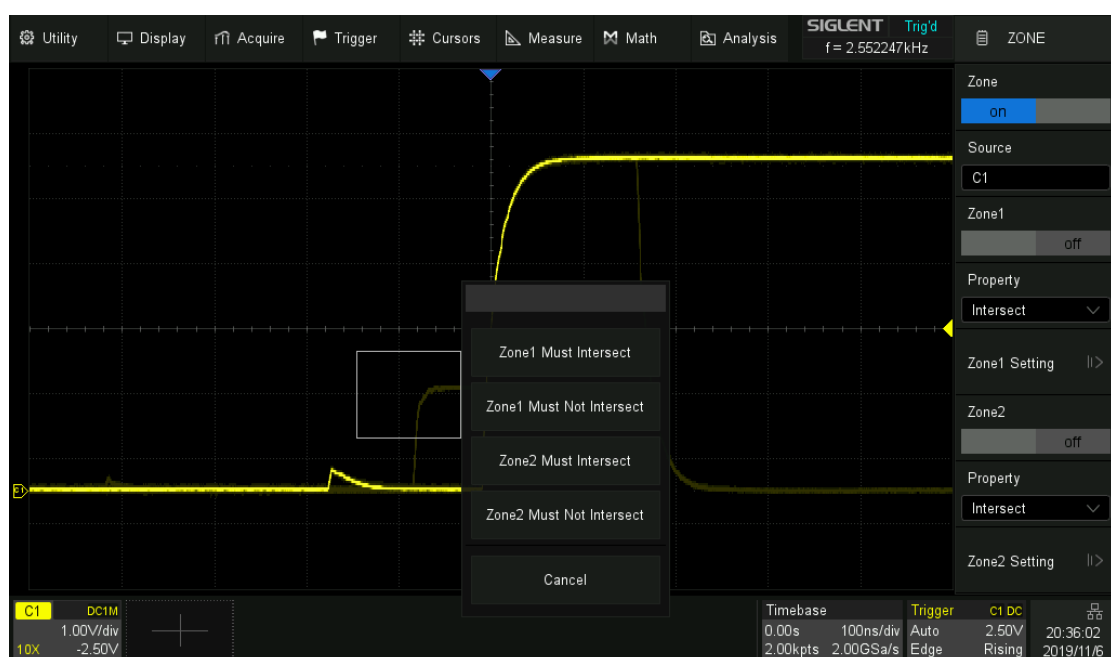 Utility Display Acquire Trigger Cursors Measure Math Analysis
SIGLENT Trig'd
f = 2.552247kHz
ZONE
Zone
on
Source
C1
Zone1
off
Property
Intersect
Zone1 Setting
Zone2
off
Property
Intersect
Zone2 Setting
Zone1 Must Intersect
Zone1 Must Not Intersect
Zone2 Must Intersect
Zone2 Must Not Intersect
Cancel
C1
C1 DC1M
1.00V/div
10X -2.50V
Timebase
0.00s 100ns/div
2.00kpts 2.00GSa/s
Trigger C1 DC
Auto 2.50V
Edge Rising
20:36:02
2019/11/6